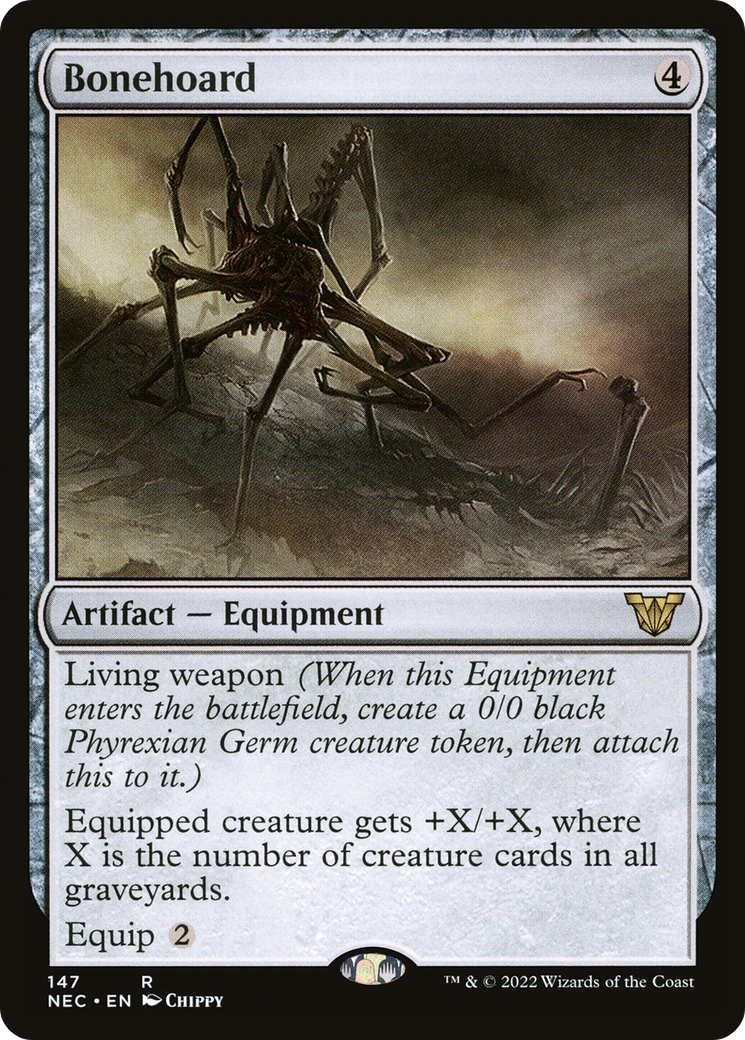 Bonehoard 4
Artifact — Equipment
Living weapon (When this Equipment
enters the battlefield, create a 0/0 black
Phyrexian Germ creature token, then attach
this to it.)
Equipped creature gets +X/+X, where
X is the number of creature cards in all
graveyards.
Equip 2
147 R
NEC • EN Chippy
™ & © 2022 Wizards of the Coast